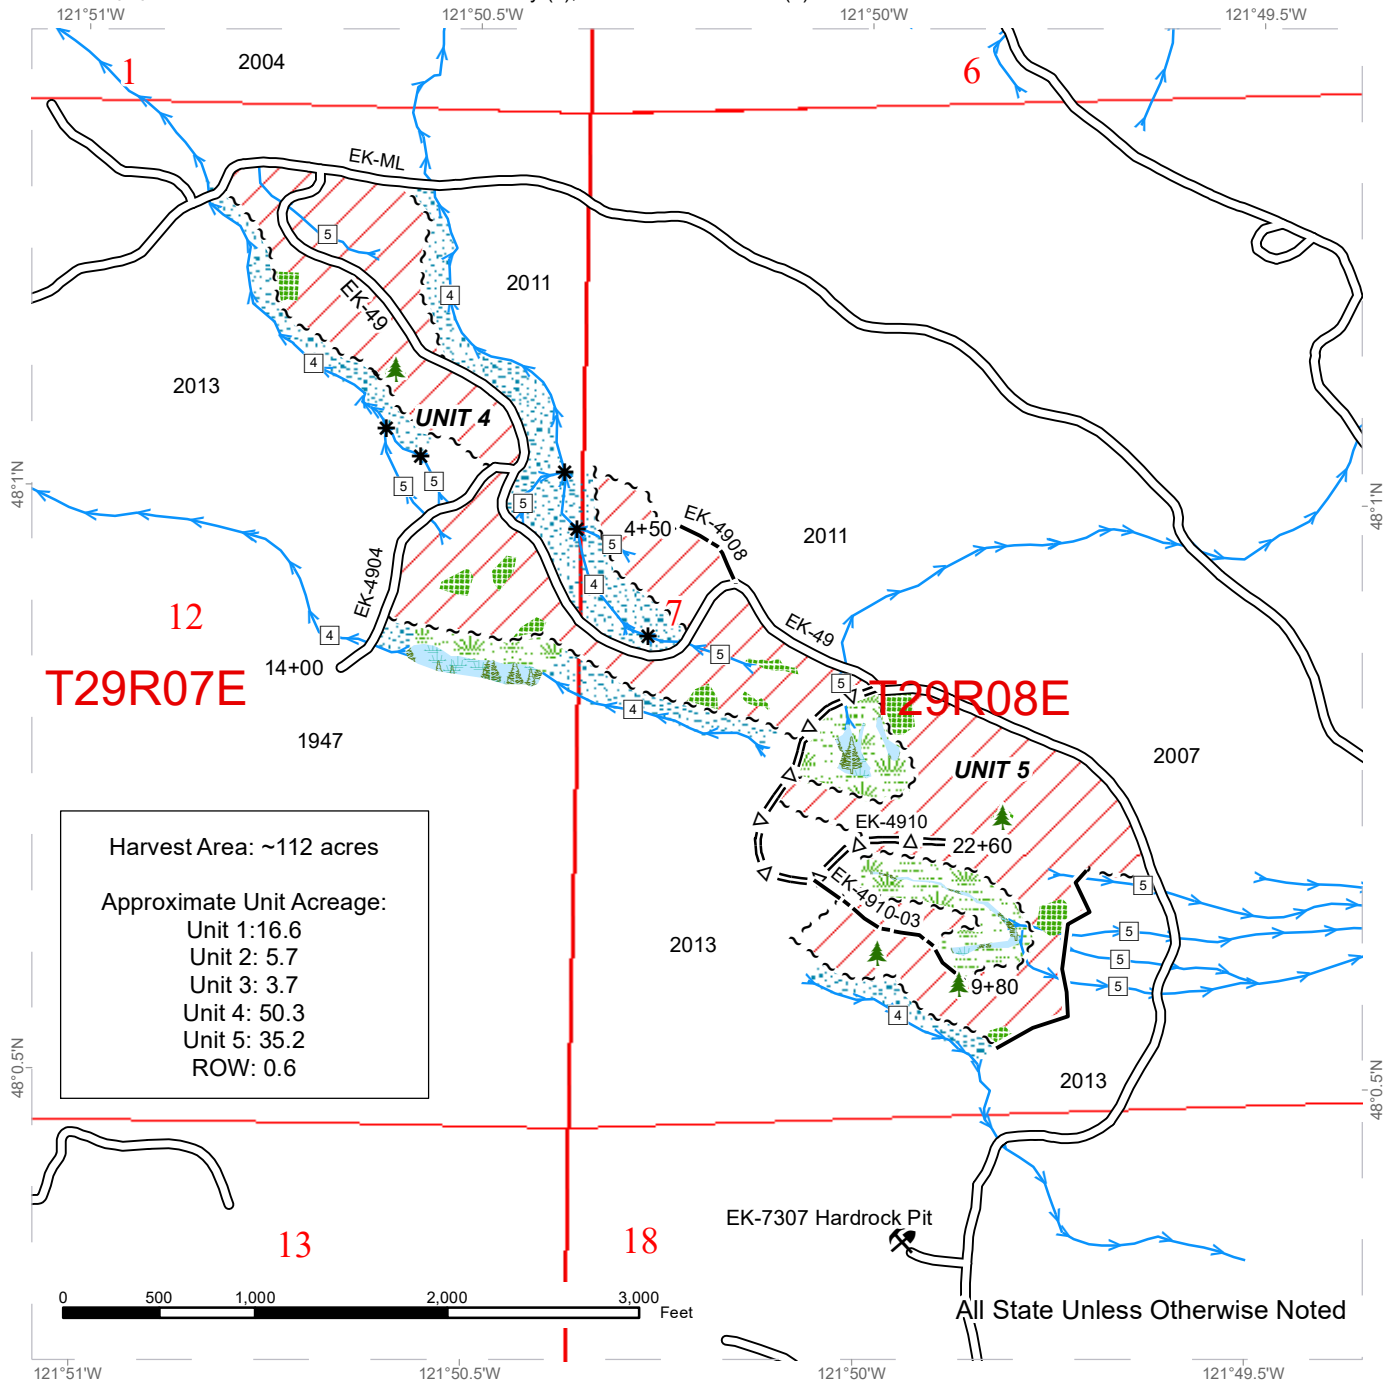 121°51'W
121°50.5'W
121°50'W
121°49.5'W
1
2004
6
EK-ML
5
EK-49
2011
4
4
2013
UNIT 4
48°1'N
48°1'N
5
5
5
4+50
EK-4908
2011
5
EK-4904
4
7
12
4
EK-49
5
14+00
T29R07E
5
T29R08E
4
1947
2007
UNIT 5
EK-4910
22+60
Harvest Area: ~112 acres
Approximate Unit Acreage:
Unit 1:16.6
Unit 2: 5.7
Unit 3: 3.7
Unit 4: 50.3
Unit 5: 35.2
ROW: 0.6
EK-4910-03
5
5
2013
5
9+80
5
4
48°0.5'N
48°0.5'N
2013
EK-7307 Hardrock Pit
13
18
0
500
1,000
2,000
3,000
Feet
All State Unless Otherwise Noted
121°51'W
121°50.5'W
121°50'W
121°49.5'W